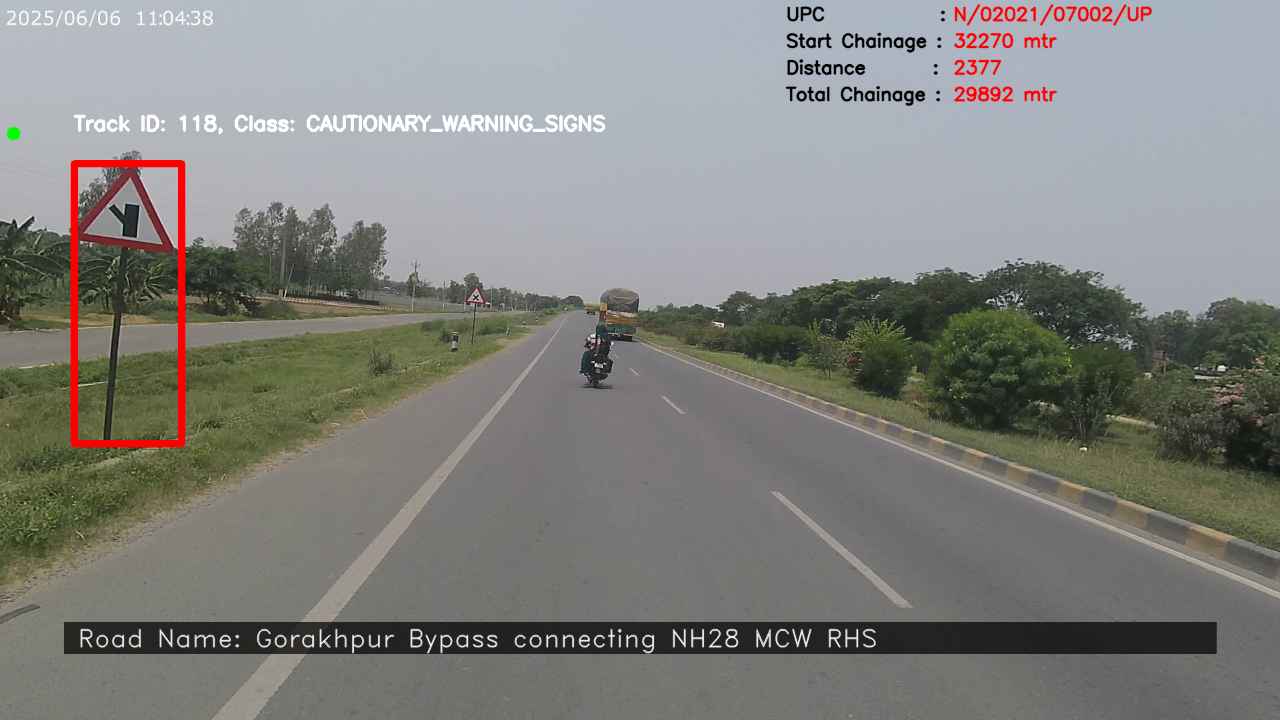 2025/06/06 11:04:38
UPC : N/02021/07002/UP
Start Chainage : 32270 mtr
Distance : 2377
Total Chainage : 29892 mtr
Track ID: 118, Class: CAUTIONARY_WARNING_SIGNS
Road Name: Gorakhpur Bypass connecting NH28 MCW RHS